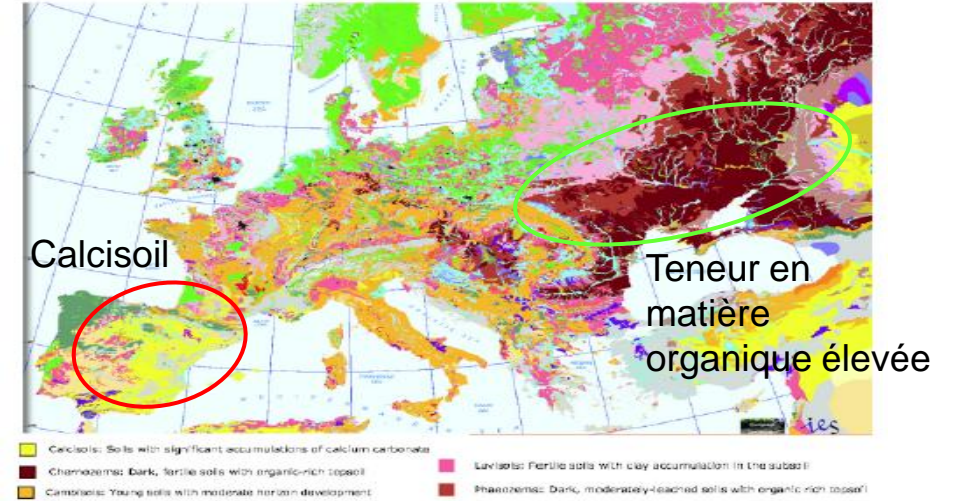 Calcisoil
Teneur en
matière
organique élevée
ies
Calcisols: Soils with significant accumulations of calcium carbonate
Chernozems: Dark, fertile soils with organic-rich topsoil
Cambisols: Young soils with moderate horizon development
Luvisols: Fertile soils with clay accumulation in the subsoil
Phaeozems: Dark, moderately-leached soils with organic rich topsoil